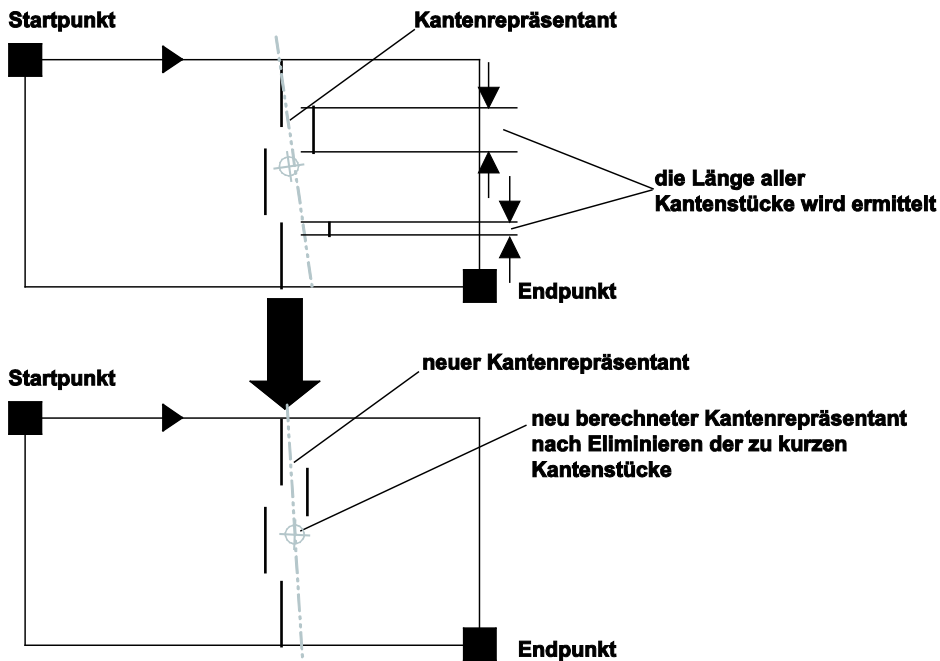 Startpunkt
Kantenrepräsentant
die Länge aller
Kantenstücke wird ermittelt
Endpunkt
neuer Kantenrepräsentant
Startpunkt
neu berechneter Kantenrepräsentant
nach Eliminieren der zu kurzen
Kantenstücke
Endpunkt